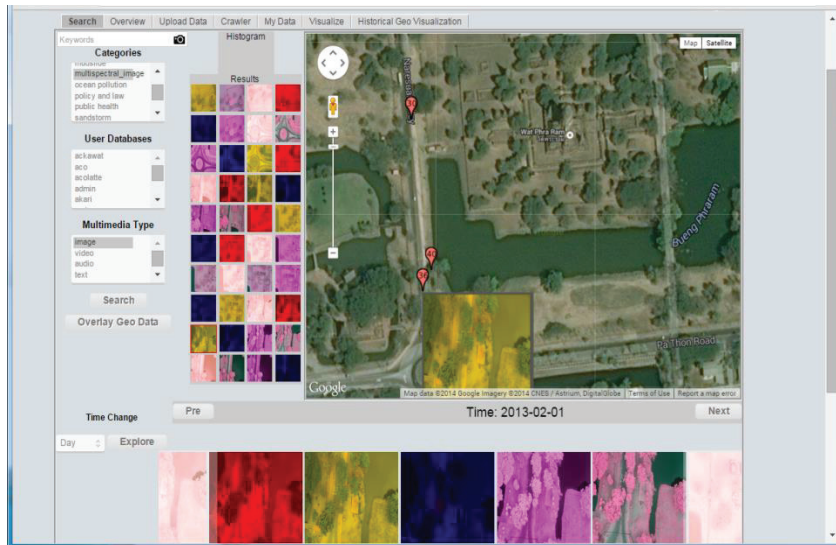 Search Overview Upload Data Crawler My Data Visualize Historical Geo Visualization
Keywords
Categories
multispectral_image
ocean pollution
policy and law
public health
sandstorm
User Databases
ackawat
aco
acolatte
admin
akari
Multimedia Type
image
video
audio
text
Search
Overlay Geo Data
Histogram
Results
Map Satellite
30
Wat Phra Ram
Bueng Phraram
40
36
Pa Thon Road
Google
Map data ©2014 Google Imagery ©2014 CNES / Astrium, DigitalGlobe Terms of Use Report a map error
Time Change
Pre
Time: 2013-02-01
Next
Day
Explore